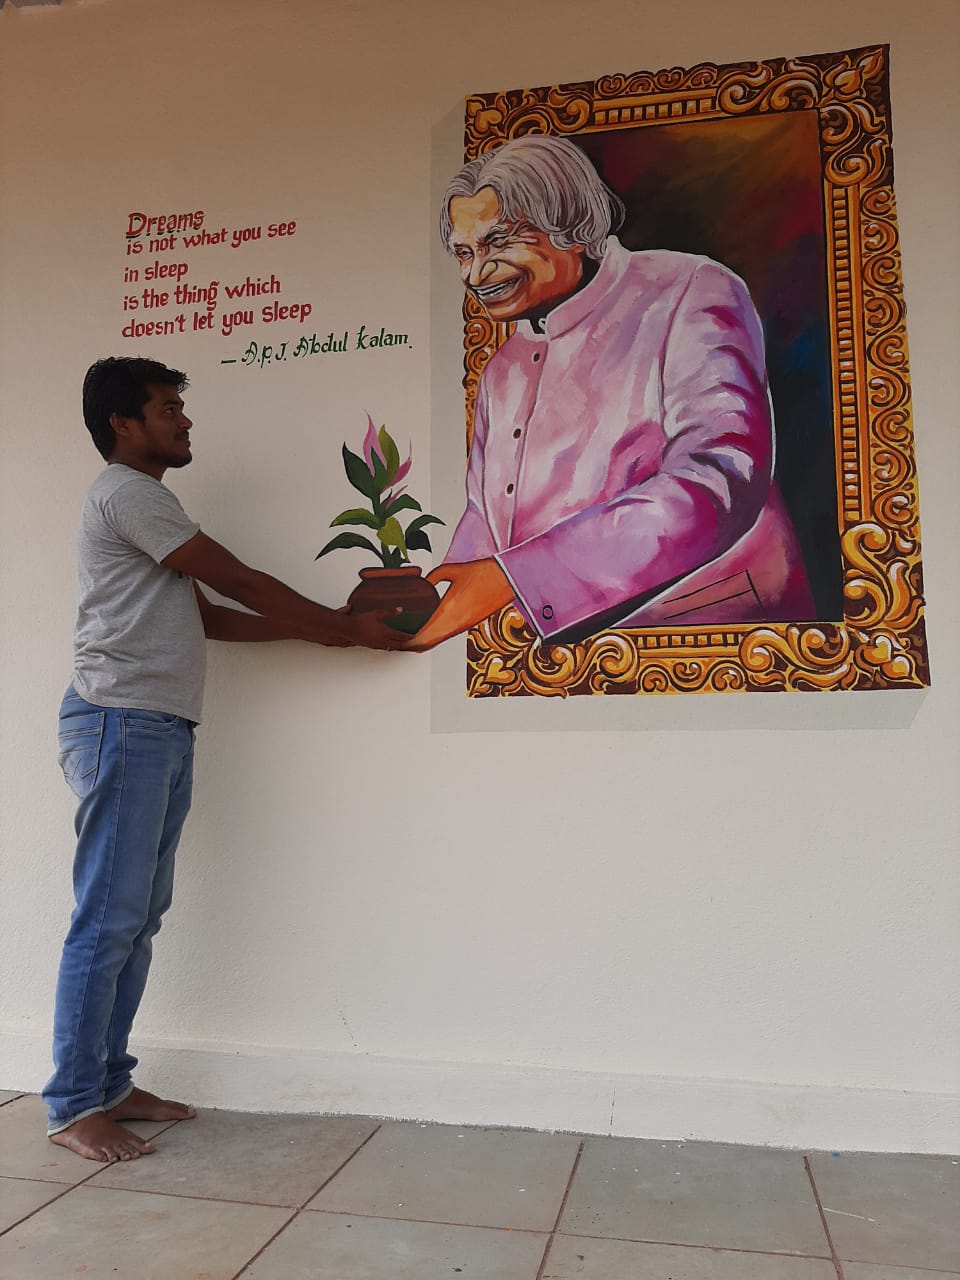 Dreams
is not what you see
in sleep
is the thing which
doesn't let you sleep
– A.P.J. Abdul kalam.